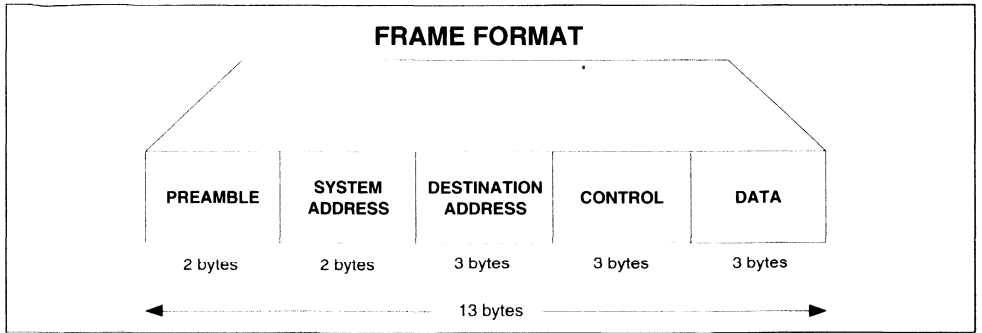 FRAME FORMAT
PREAMBLE
SYSTEM
ADDRESS
DESTINATION
ADDRESS
CONTROL
DATA
2 bytes
2 bytes
3 bytes
3 bytes
3 bytes
13 bytes